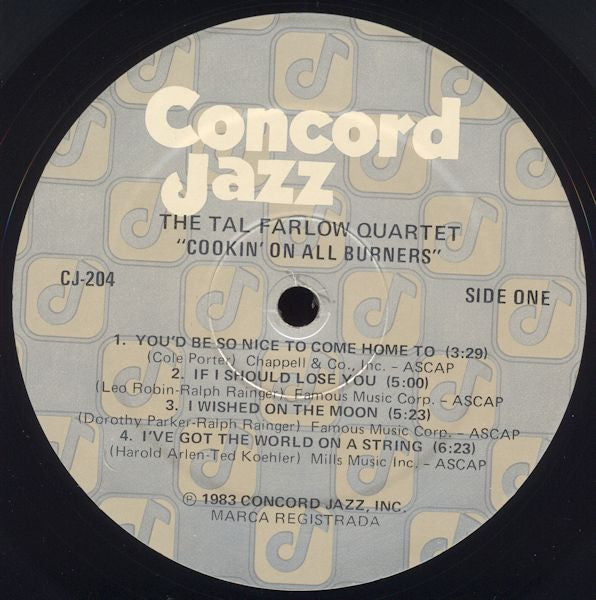 Concord
Jazz
THE TAL FARLOW QUARTET
"COOKIN' ON ALL BURNERS"
CJ-204
SIDE ONE
1. YOU'D BE SO NICE TO COME HOME TO (3:29)
(Cole Porter) Chappell & Co., Inc. – ASCAP
2. IF I SHOULD LOSE YOU (5:00)
(Leo Robin-Ralph Rainger) Famous Music Corp. – ASCAP
3. I WISHED ON THE MOON (5:23)
(Dorothy Parker-Ralph Rainger) Famous Music Corp. – ASCAP
4. I'VE GOT THE WORLD ON A STRING (6:23)
(Harold Arlen-Ted Koehler) Mills Music Inc. – ASCAP
℗ 1983 CONCORD JAZZ, INC.
MARCA REGISTRADA